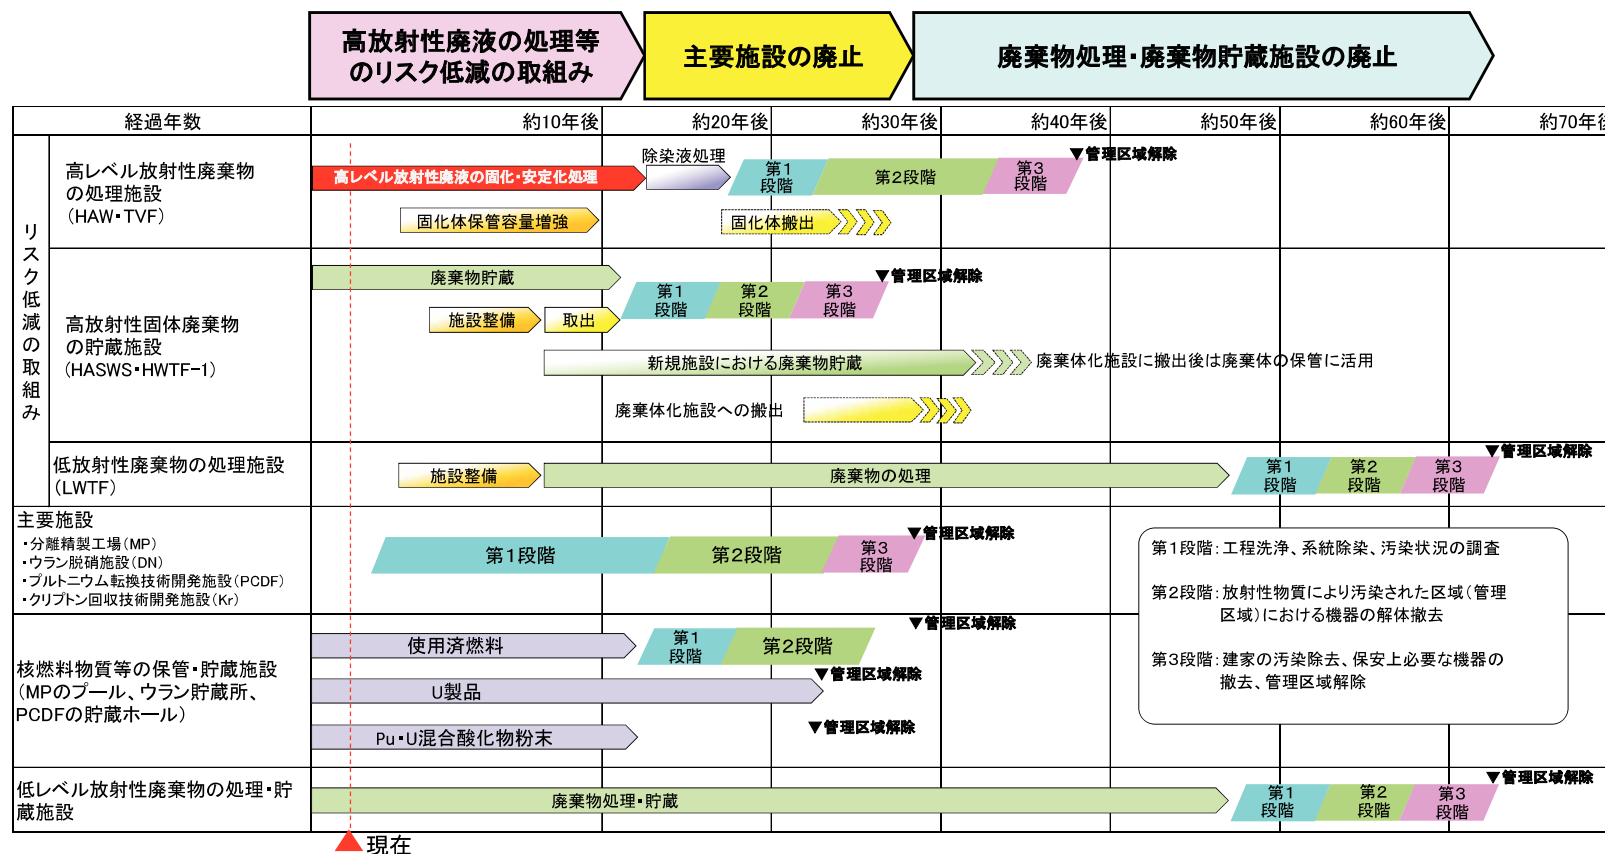 高放射性廃液の処理等
のリスク低減の取組み
主要施設の廃止
廃棄物処理・廃棄物貯蔵施設の廃止
経過年数
約10年後
約20年後
約30年後
約40年後
約50年後
約60年後
約70年後
リスク低減の取組み
高レベル放射性廃棄物
の処理施設
(HAW・TVF)
高レベル放射性廃液の固化・安定化処理
除染液処理
第1
段階
第2段階
第3
段階
▼管理区域解除
固化体保管容量増強
固化体搬出
高放射性固体廃棄物
の貯蔵施設
(HASWS・HWTF-1)
廃棄物貯蔵
第1
段階
第2
段階
第3
段階
▼管理区域解除
施設整備
取出
新規施設における廃棄物貯蔵
廃棄体化施設に搬出後は廃棄体の保管に活用
廃棄体化施設への搬出
低放射性廃棄物の処理施設
(LWTF)
施設整備
廃棄物の処理
第1
段階
第2
段階
第3
段階
▼管理区域解除
主要施設
・分離精製工場(MP)
・ウラン脱硝施設(DN)
・プルトニウム転換技術開発施設(PCDF)
・クリプトン回収技術開発施設(Kr)
第1段階
第2段階
第3
段階
▼管理区域解除
第1段階:工程洗浄、系統除染、汚染状況の調査
第2段階:放射性物質により汚染された区域(管理
区域)における機器の解体撤去
第3段階:建家の汚染除去、保安上必要な機器の
撤去、管理区域解除
核燃料物質等の保管・貯蔵施設
(MPのプール、ウラン貯蔵所、
PCDFの貯蔵ホール)
使用済燃料
第1
段階
第2段階
▼管理区域解除
U製品
▼管理区域解除
Pu・U混合酸化物粉末
▼管理区域解除
低レベル放射性廃棄物の処理・貯
蔵施設
廃棄物処理・貯蔵
第1
段階
第2
段階
第3
段階
▼管理区域解除
現在